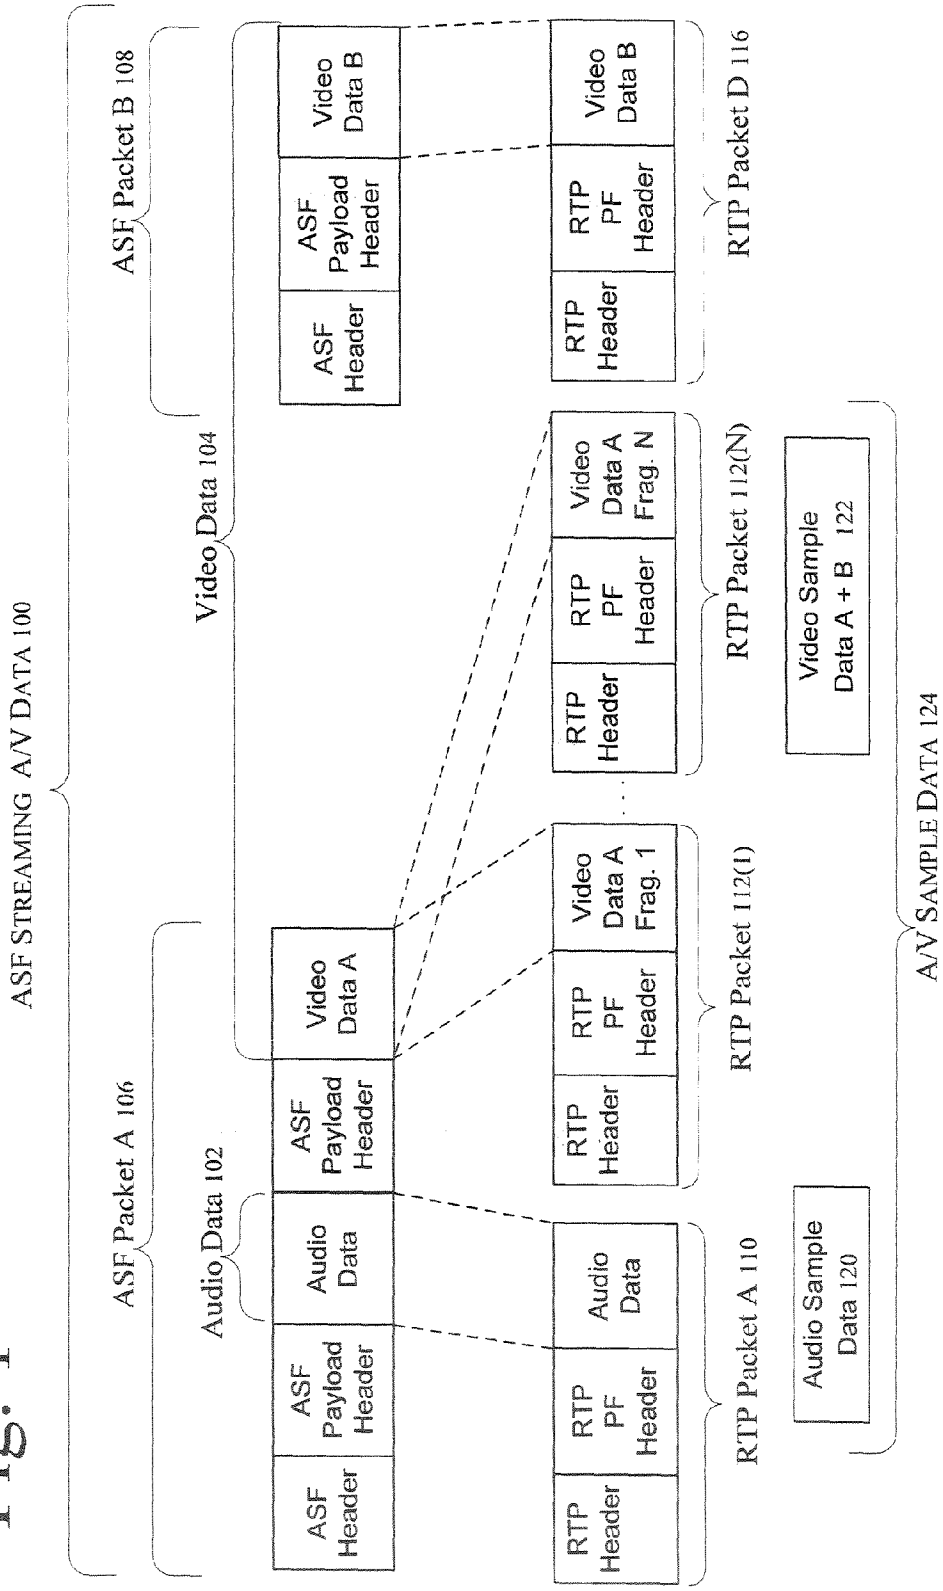 Fig. 1
ASF STREAMING A/V DATA 100
ASF Packet A 106
ASF Packet B 108
Audio Data 102
Video Data 104
ASF
Header
ASF
Payload
Header
Audio
Data
ASF
Payload
Header
Video
Data A
ASF
Header
ASF
Payload
Header
Video
Data B
RTP
Header
RTP
PF
Header
Audio
Data
RTP
Header
RTP
PF
Header
Video
Data A
Frag. 1
. . .
RTP
Header
RTP
PF
Header
Video
Data A
Frag. N
RTP
Header
RTP
PF
Header
Video
Data B
RTP Packet A 110
RTP Packet 112(1)
RTP Packet 112(N)
RTP Packet D 116
Audio Sample
Data 120
Video Sample
Data A + B 122
A/V SAMPLE DATA 124